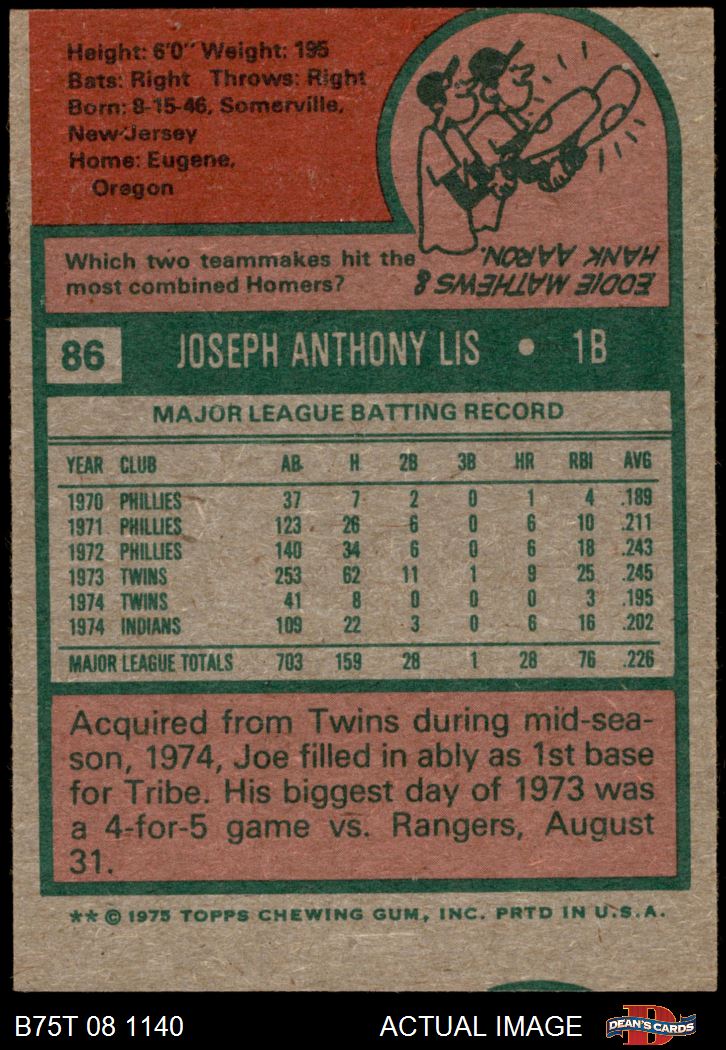 Height: 6'0" Weight: 195
Bats: Right Throws: Right
Born: 8-15-46, Somerville,
New Jersey
Home: Eugene,
Oregon
Which two teammakes hit the
most combined Homers?
EDDIE MATHEWS &
HANK AARON.
86 JOSEPH ANTHONY LIS • 1B
MAJOR LEAGUE BATTING RECORD
YEAR CLUB AB. H 2B 3B HR RBI AVG
1970 PHILLIES 37 7 2 0 1 4 .189
1971 PHILLIES 123 26 6 0 6 10 .211
1972 PHILLIES 140 34 6 0 6 18 .243
1973 TWINS 253 62 11 1 9 25 .245
1974 TWINS 41 8 0 0 0 3 .195
1974 INDIANS 109 22 3 0 6 16 .202
MAJOR LEAGUE TOTALS 703 159 28 1 28 76 .226
Acquired from Twins during mid-sea-
son, 1974, Joe filled in ably as 1st base
for Tribe. His biggest day of 1973 was
a 4-for-5 game vs. Rangers, August
31.
** © 1975 TOPPS CHEWING GUM, INC. PRTD IN U.S.A.
B75T 08 1140 ACTUAL IMAGE D DEAN'S CARDS